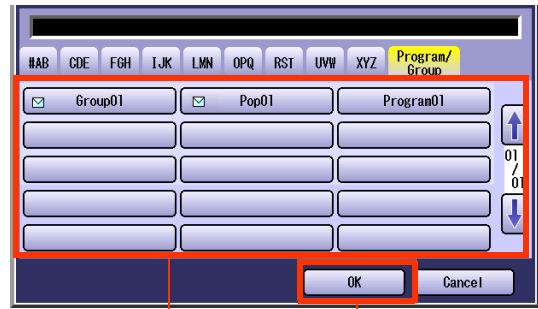 #AB CDE FGH IJK LMN OPQ RST UVW XYZ Program/
Group
Group01 Pop01 Program01
01
/
01
OK Cancel